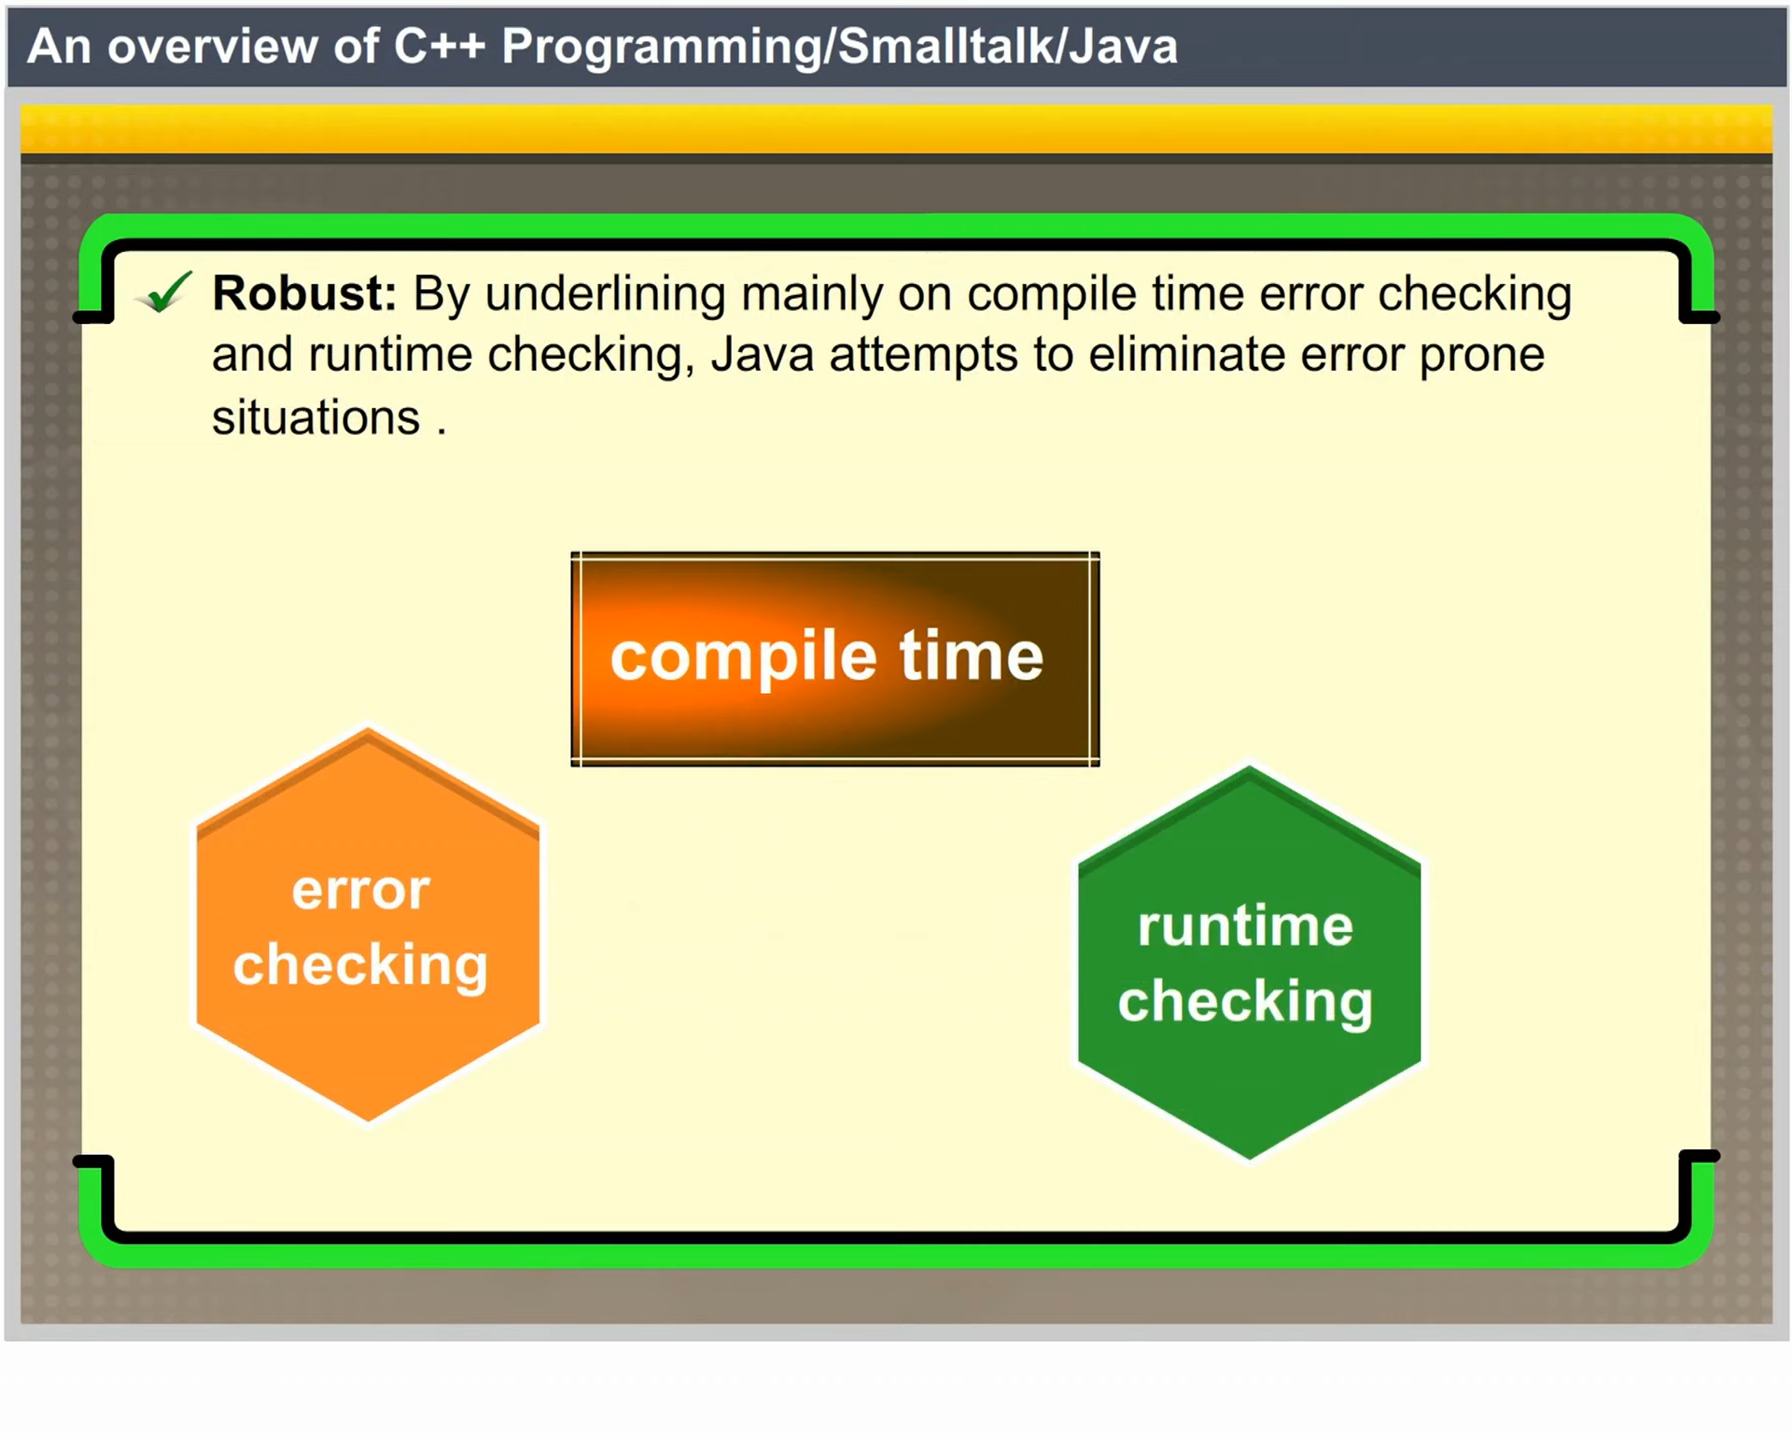 An overview of C++ Programming/Smalltalk/Java
Robust: By underlining mainly on compile time error checking
and runtime checking, Java attempts to eliminate error prone
situations .
compile time
error
checking
runtime
checking